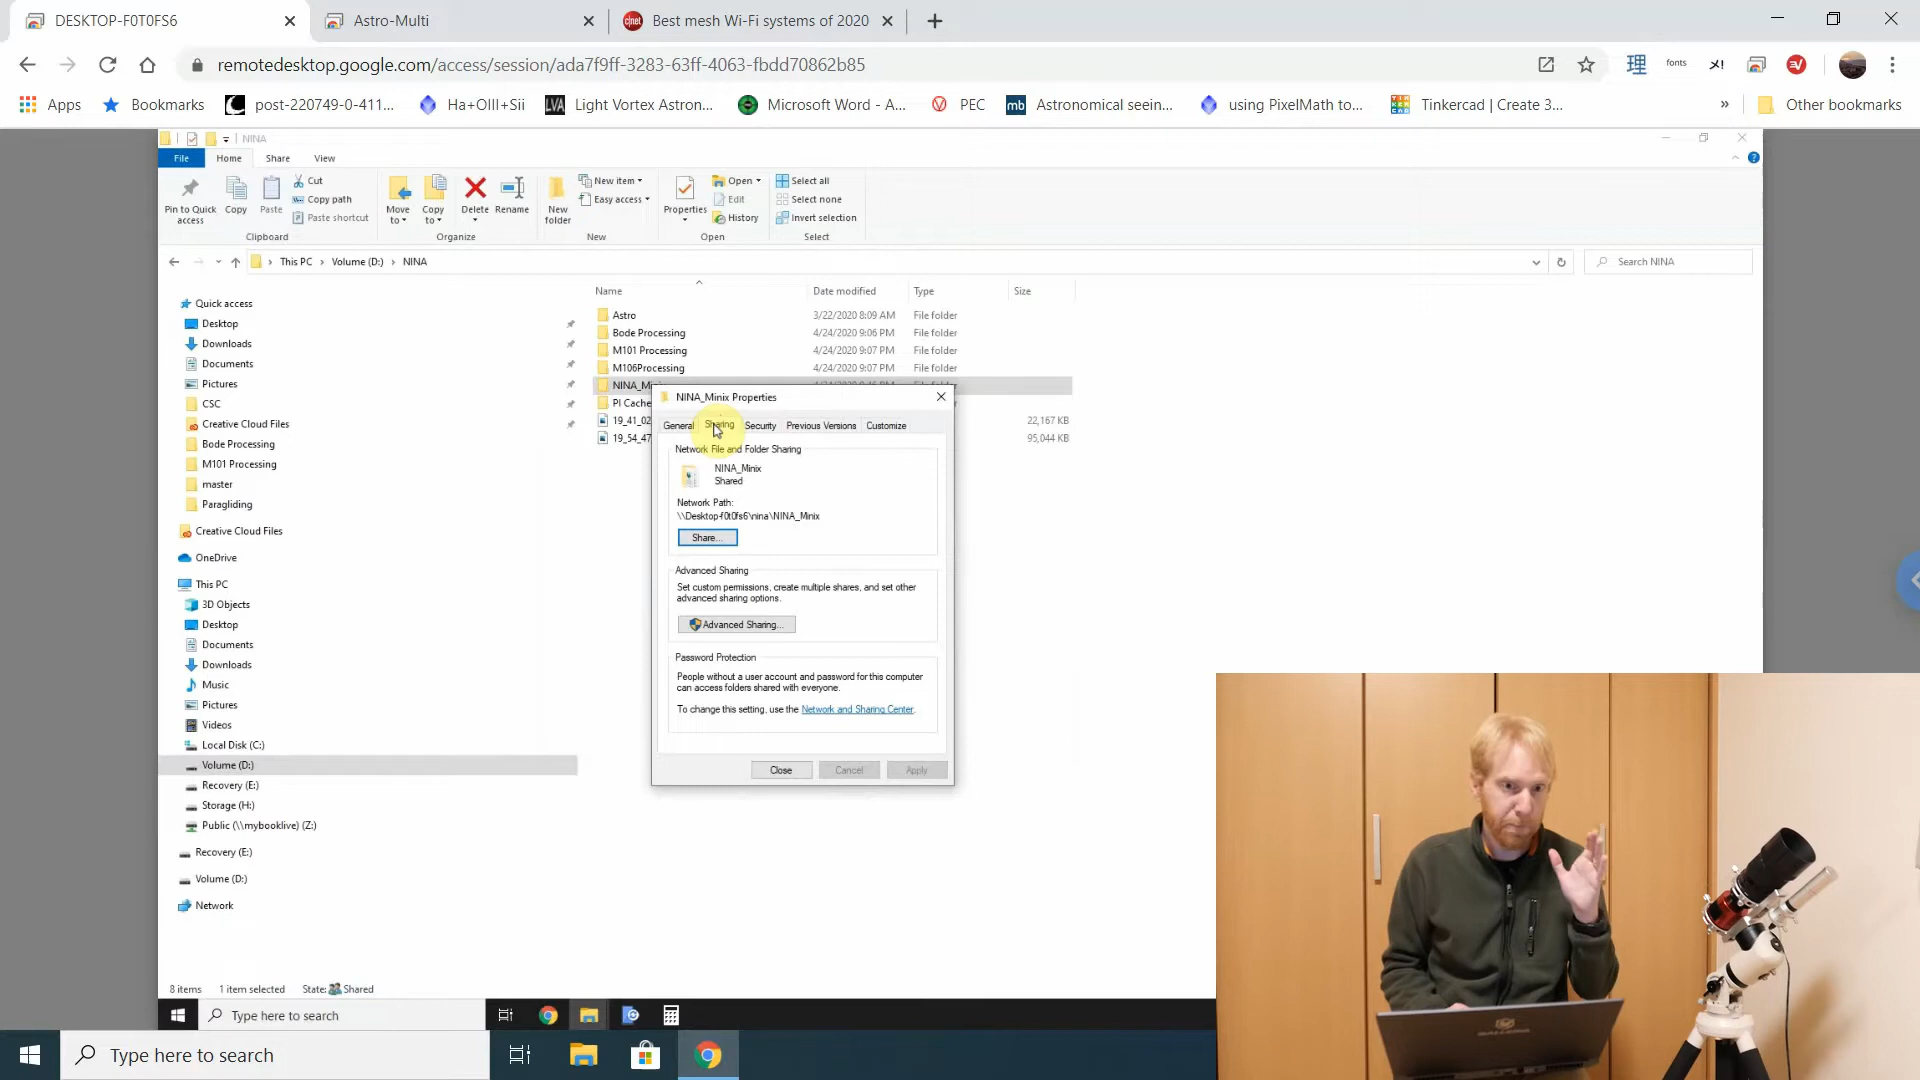 DESKTOP-F0T0FS6
Astro-Multi
cnet
Best mesh Wi-Fi systems of 2020
remotedesktop.google.com/access/session/ada7f9ff-3283-63ff-4063-fbdd70862b85
理
fonts
Apps
Bookmarks
post-220749-0-411...
Ha+OIII+Sii
LVA
Light Vortex Astron...
Microsoft Word - A...
PEC
mb
Astronomical seein...
using PixelMath to...
Tinkercad | Create 3...
»
Other bookmarks
NINA
File
Home
Share
View
Pin to Quick access
Copy
Paste
Cut
Copy path
Paste shortcut
Clipboard
Move to
Copy to
Delete
Rename
Organize
New folder
New item
Easy access
New
Properties
Open
Edit
History
Open
Select all
Select none
Invert selection
Select
This PC > Volume (D:) > NINA
Search NINA
Name
Date modified
Type
Size
Astro 3/22/2020 8:09 AM File folder
Bode Processing 4/24/2020 9:06 PM File folder
M101 Processing 4/24/2020 9:07 PM File folder
M106Processing 4/24/2020 9:07 PM File folder
PI Cache
19_41_02
22,167 KB
19_54_47
95,044 KB
Quick access
Desktop
Downloads
Documents
Pictures
CSC
Creative Cloud Files
Bode Processing
M101 Processing
master
Paragliding
Creative Cloud Files
OneDrive
This PC
3D Objects
Desktop
Documents
Downloads
Music
Pictures
Videos
Local Disk (C:)
Volume (D:)
Recovery (E:)
Storage (H:)
Public (\\mybooklive) (Z:)
Recovery (E:)
Volume (D:)
Network
NINA_Minix Properties
General
Sharing
Security
Previous Versions
Customize
Network File and Folder Sharing
NINA_Minix
Shared
Network Path:
\\Desktop-f0t0fs6\nina\NINA_Minix
Share...
Advanced Sharing
Set custom permissions, create multiple shares, and set other
advanced sharing options.
Advanced Sharing...
Password Protection
People without a user account and password for this computer
can access folders shared with everyone.
To change this setting, use the Network and Sharing Center.
Close
Cancel
Apply
8 items
1 item selected
State: Shared
Type here to search
Type here to search